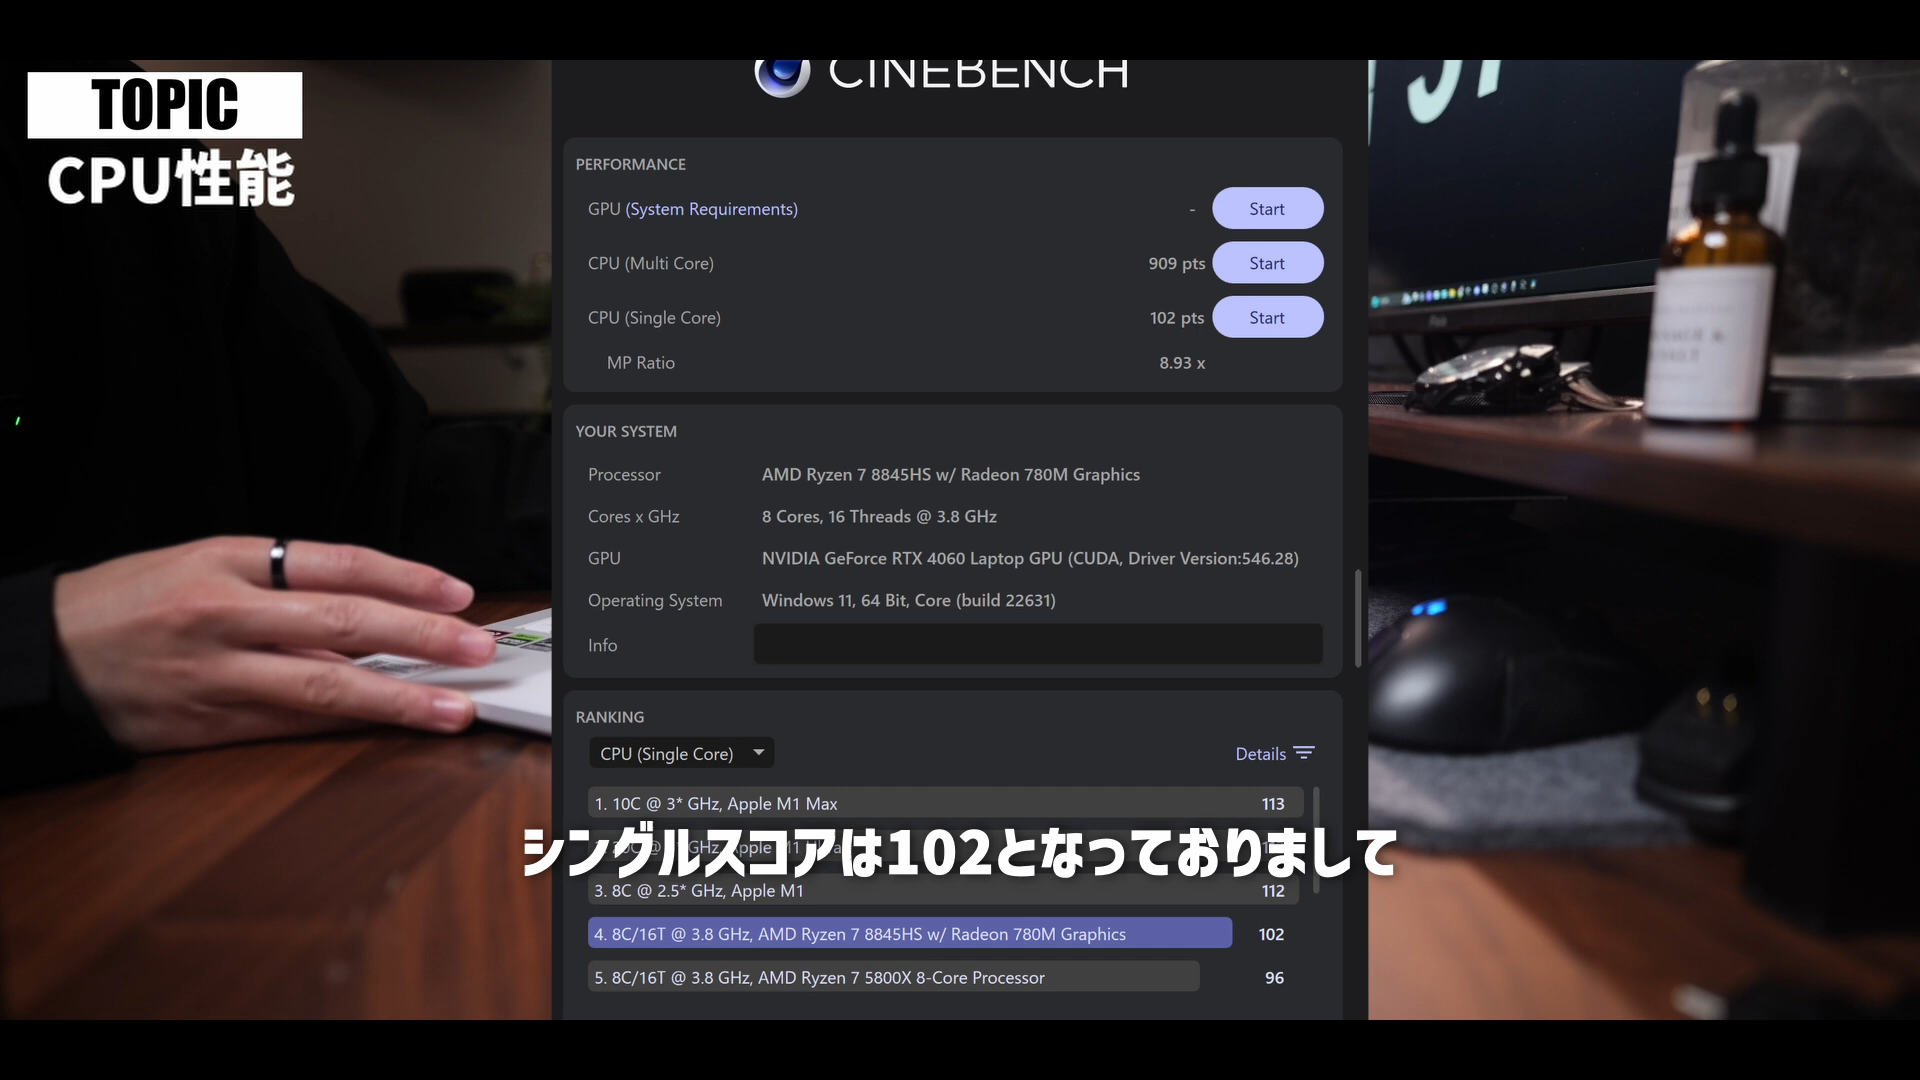 TOPIC
CPU性能
CINEBENCH
PERFORMANCE
GPU (System Requirements) - Start
CPU (Multi Core) 909 pts Start
CPU (Single Core) 102 pts Start
MP Ratio 8.93 x
YOUR SYSTEM
Processor AMD Ryzen 7 8845HS w/ Radeon 780M Graphics
Cores x GHz 8 Cores, 16 Threads @ 3.8 GHz
GPU NVIDIA GeForce RTX 4060 Laptop GPU (CUDA, Driver Version:546.28)
Operating System Windows 11, 64 Bit, Core (build 22631)
Info
RANKING
CPU (Single Core) Details
1. 10C @ 3* GHz, Apple M1 Max 113
シングルスコアは102となっておりまして
3. 8C @ 2.5* GHz, Apple M1 112
4. 8C/16T @ 3.8 GHz, AMD Ryzen 7 8845HS w/ Radeon 780M Graphics 102
5. 8C/16T @ 3.8 GHz, AMD Ryzen 7 5800X 8-Core Processor 96